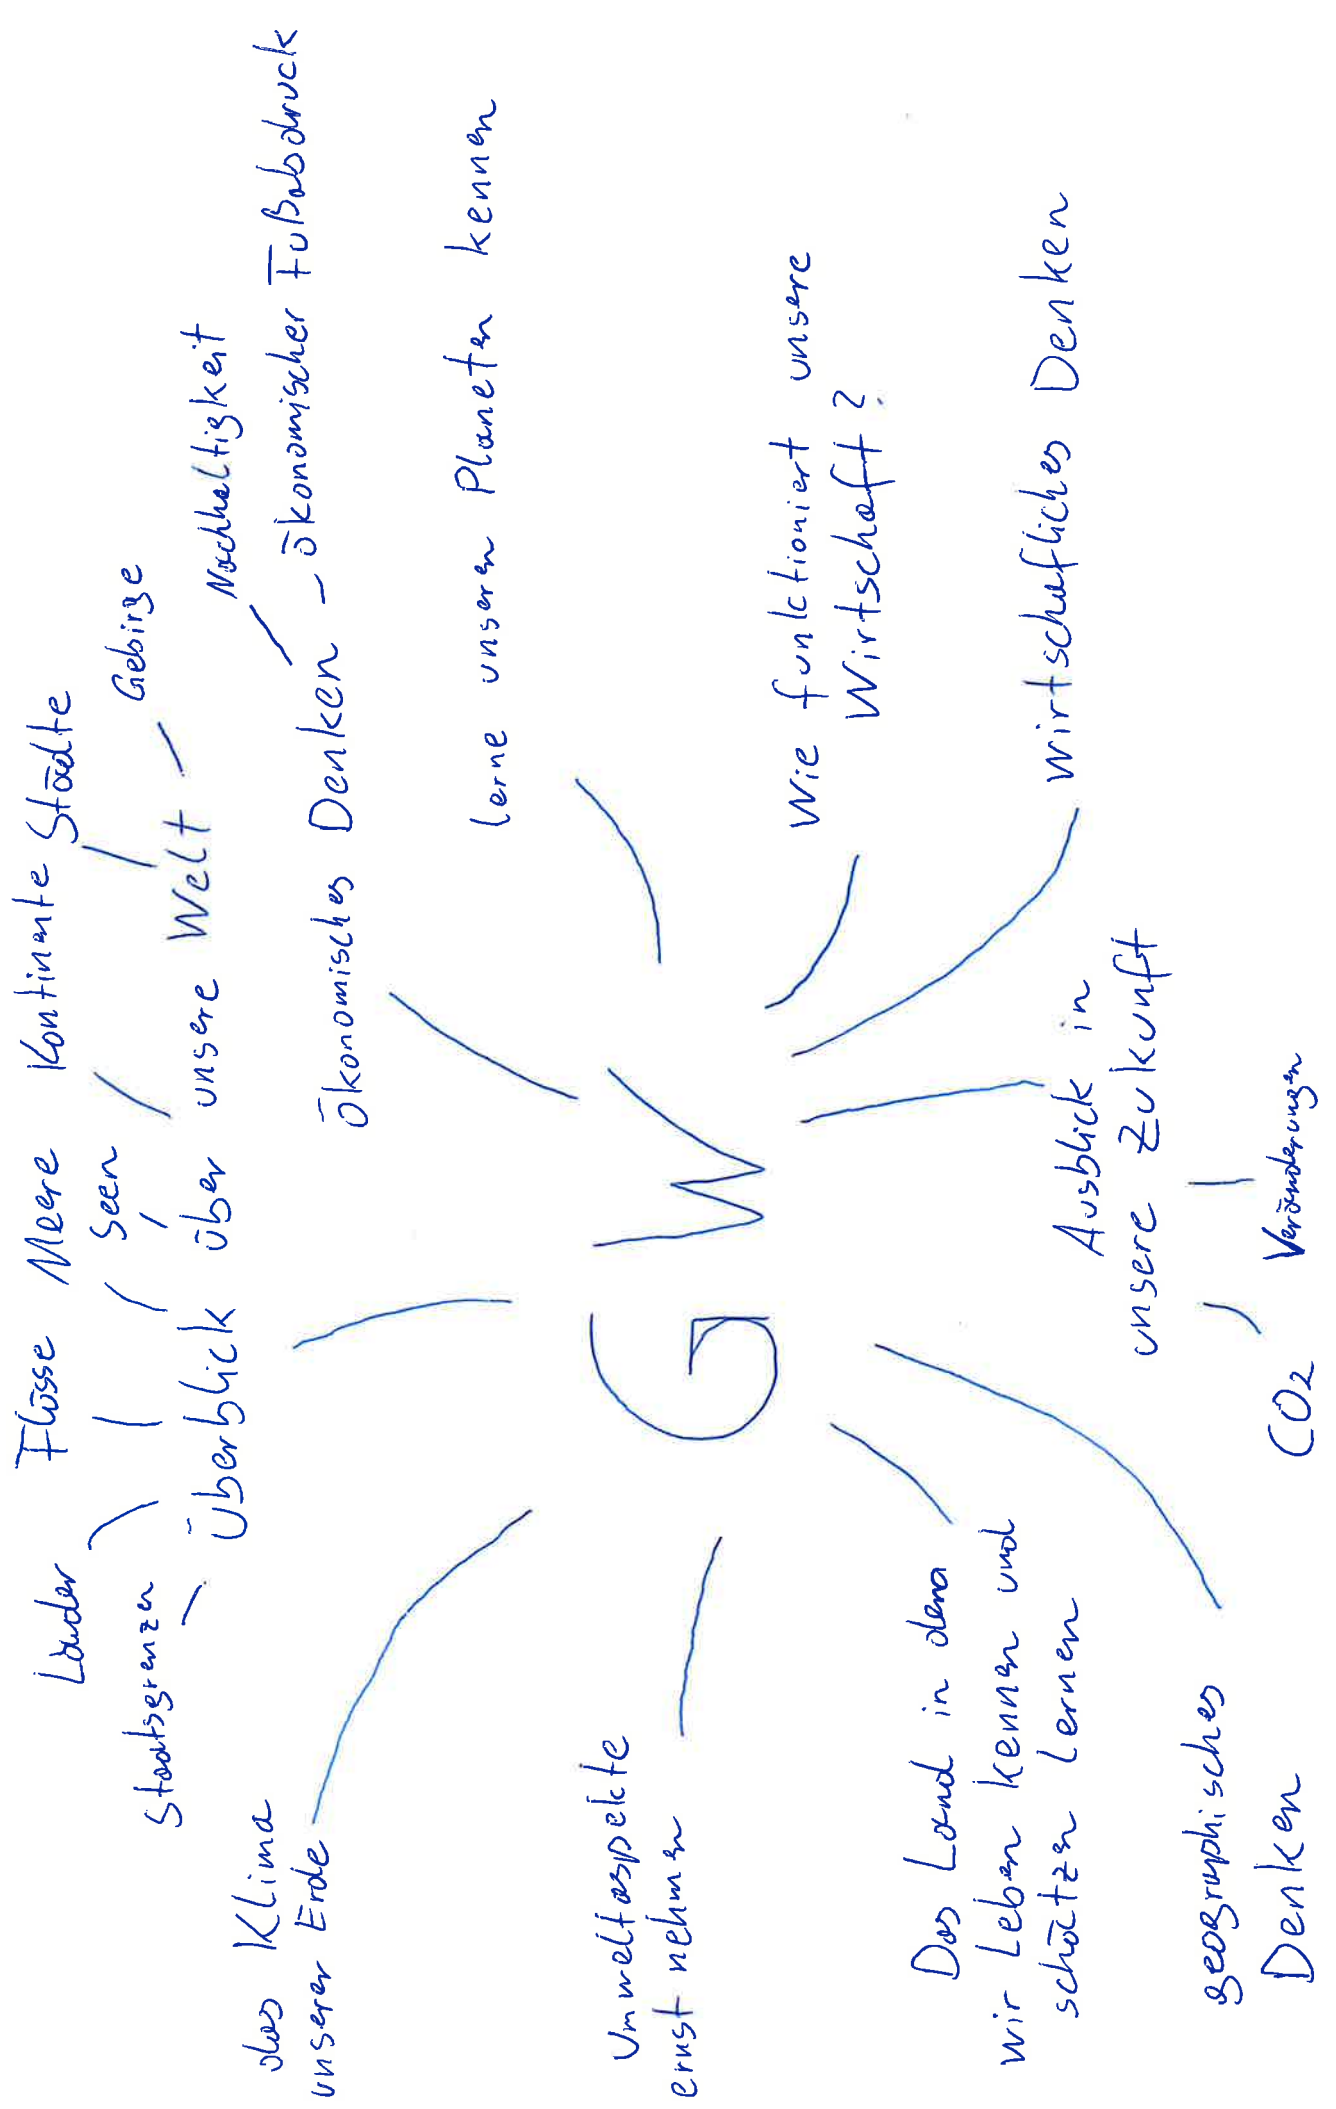 Länder
Flüsse
Meere
Kontinente
Städte
Staatsgrenzen
Seen
Gebirge
Überblick über unsere Welt
Nachhaltigkeit
das Klima
unserer Erde
Ökonomisches Denken
ökonomischer Fußabdruck
lerne unseren Planeten kennen
GW
Umweltaspekte
ernst nehmen
Wie funktioniert unsere
Wirtschaft?
Das Land in dem
wir Leben kennen und
schätzen Lernen
wirtschafliches Denken
Ausblick in
unsere Zukunft
geographisches
Denken
CO2
Veränderungen